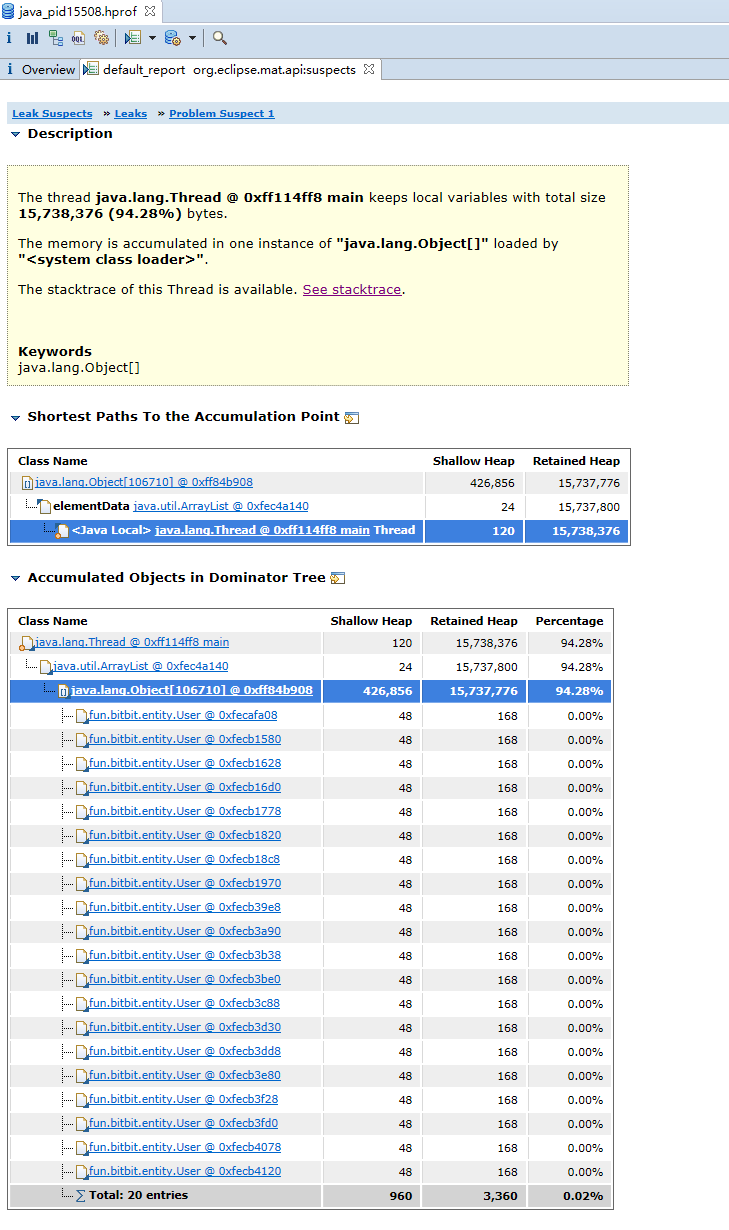 java_pid15508.hprof
i OQL
i Overview default_report org.eclipse.mat.api:suspects
Leak Suspects » Leaks » Problem Suspect 1
Description
The thread java.lang.Thread @ 0xff114ff8 main keeps local variables with total size
15,738,376 (94.28%) bytes.
The memory is accumulated in one instance of "java.lang.Object[]" loaded by
"<system class loader>".
The stacktrace of this Thread is available. See stacktrace.
Keywords
java.lang.Object[]
Shortest Paths To the Accumulation Point
Class Name Shallow Heap Retained Heap
java.lang.Object[106710] @ 0xff84b908 426,856 15,737,776
elementData java.util.ArrayList @ 0xfec4a140 24 15,737,800
<Java Local> java.lang.Thread @ 0xff114ff8 main Thread 120 15,738,376
Accumulated Objects in Dominator Tree
Class Name Shallow Heap Retained Heap Percentage
java.lang.Thread @ 0xff114ff8 main 120 15,738,376 94.28%
java.util.ArrayList @ 0xfec4a140 24 15,737,800 94.28%
java.lang.Object[106710] @ 0xff84b908 426,856 15,737,776 94.28%
fun.bitbit.entity.User @ 0xfecafa08 48 168 0.00%
fun.bitbit.entity.User @ 0xfecb1580 48 168 0.00%
fun.bitbit.entity.User @ 0xfecb1628 48 168 0.00%
fun.bitbit.entity.User @ 0xfecb16d0 48 168 0.00%
fun.bitbit.entity.User @ 0xfecb1778 48 168 0.00%
fun.bitbit.entity.User @ 0xfecb1820 48 168 0.00%
fun.bitbit.entity.User @ 0xfecb18c8 48 168 0.00%
fun.bitbit.entity.User @ 0xfecb1970 48 168 0.00%
fun.bitbit.entity.User @ 0xfecb39e8 48 168 0.00%
fun.bitbit.entity.User @ 0xfecb3a90 48 168 0.00%
fun.bitbit.entity.User @ 0xfecb3b38 48 168 0.00%
fun.bitbit.entity.User @ 0xfecb3be0 48 168 0.00%
fun.bitbit.entity.User @ 0xfecb3c88 48 168 0.00%
fun.bitbit.entity.User @ 0xfecb3d30 48 168 0.00%
fun.bitbit.entity.User @ 0xfecb3dd8 48 168 0.00%
fun.bitbit.entity.User @ 0xfecb3e80 48 168 0.00%
fun.bitbit.entity.User @ 0xfecb3f28 48 168 0.00%
fun.bitbit.entity.User @ 0xfecb3fd0 48 168 0.00%
fun.bitbit.entity.User @ 0xfecb4078 48 168 0.00%
fun.bitbit.entity.User @ 0xfecb4120 48 168 0.00%
∑ Total: 20 entries 960 3,360 0.02%